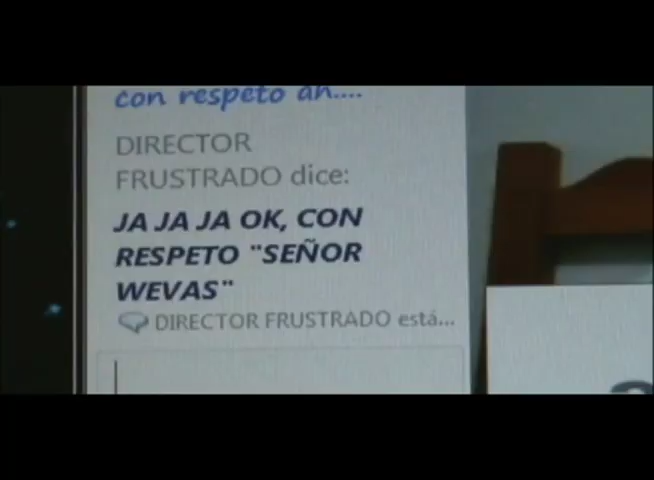 con respeto ah....
DIRECTOR
FRUSTRADO dice:
JA JA JA OK, CON
RESPETO "SEÑOR
WEVAS"
DIRECTOR FRUSTRADO está...